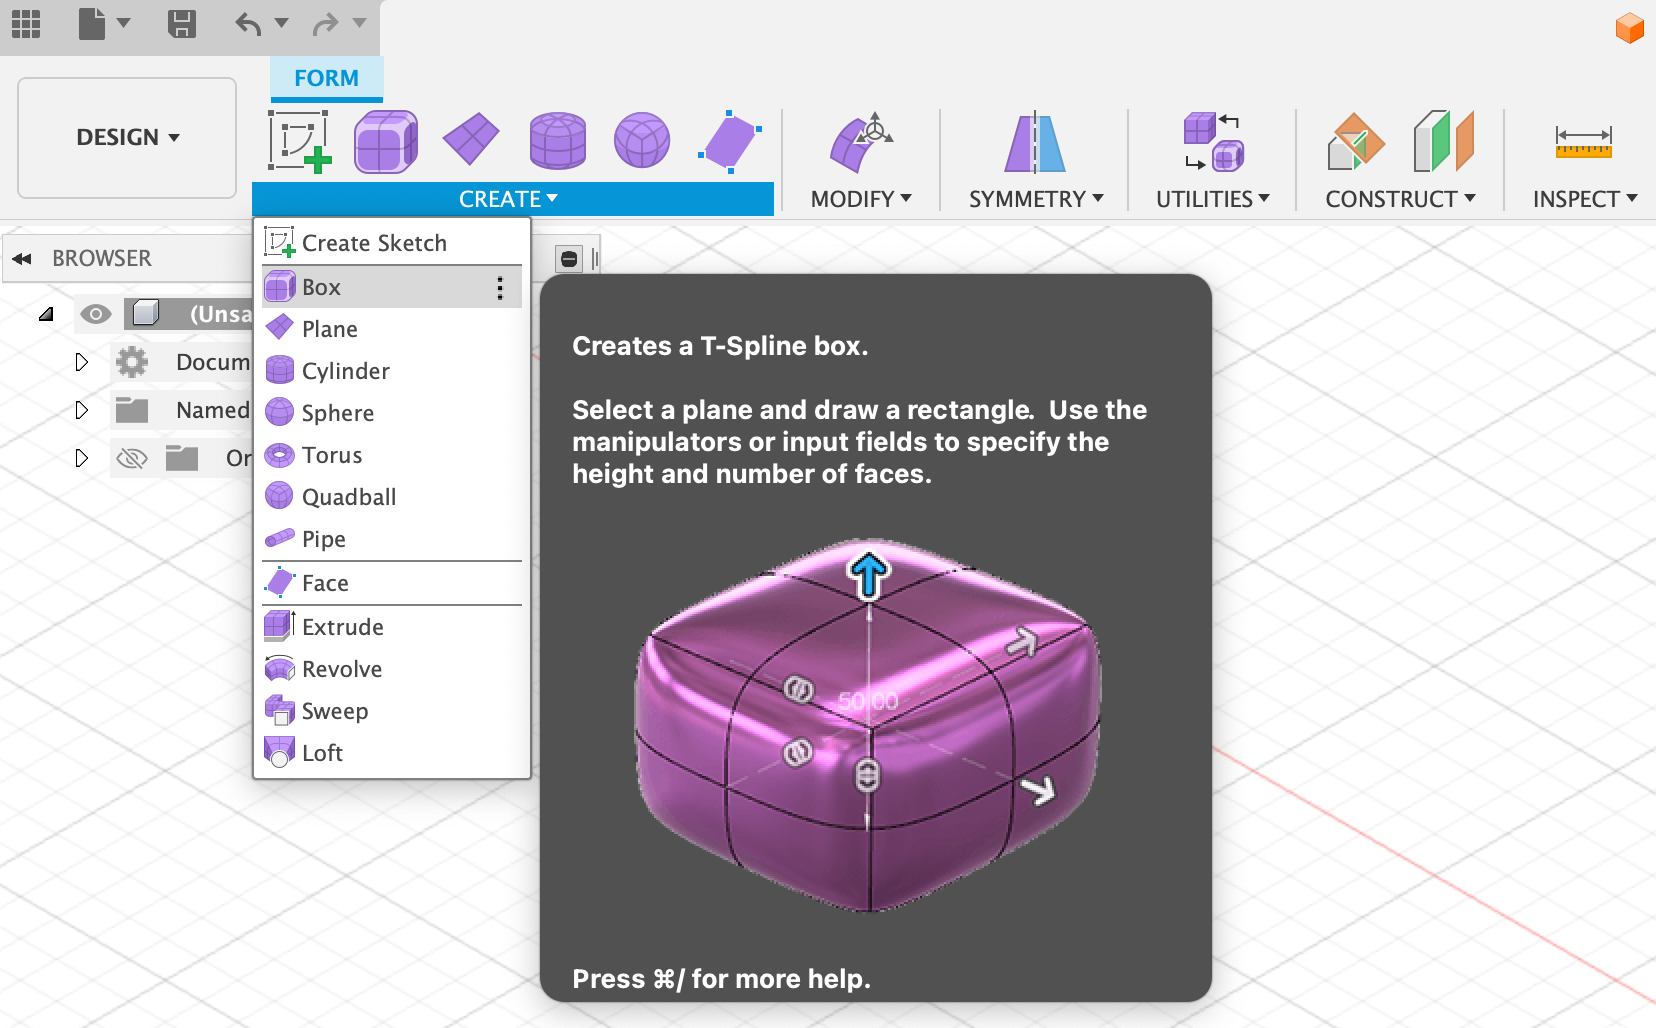 FORM
DESIGN
CREATE
MODIFY
SYMMETRY
UTILITIES
CONSTRUCT
INSPECT
BROWSER
(Unsa
Docum
Named
Or
Create Sketch
Box
Plane
Cylinder
Sphere
Torus
Quadball
Pipe
Face
Extrude
Revolve
Sweep
Loft
Creates a T-Spline box.
Select a plane and draw a rectangle.  Use the
manipulators or input fields to specify the
height and number of faces.
50.00
Press ⌘/ for more help.